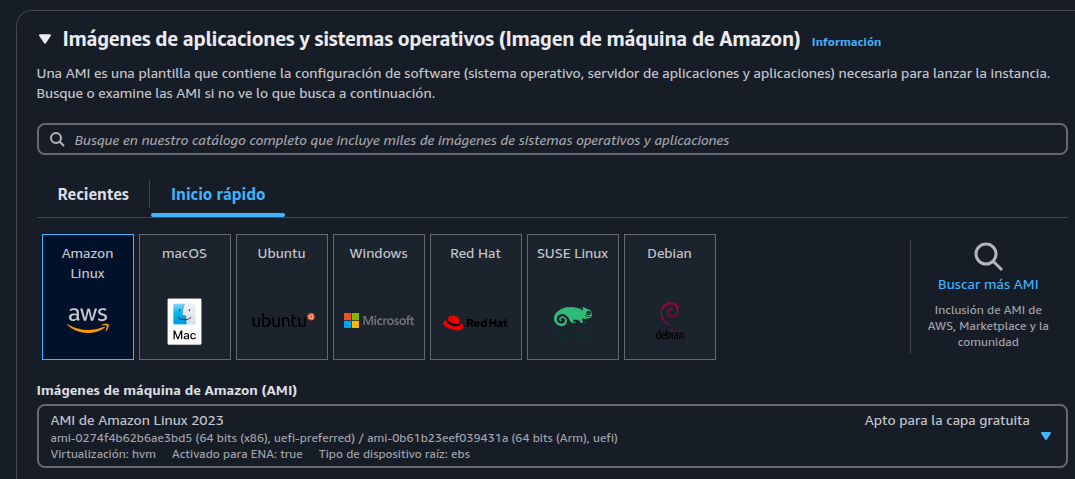 Imágenes de aplicaciones y sistemas operativos (Imagen de máquina de Amazon) Información
Una AMI es una plantilla que contiene la configuración de software (sistema operativo, servidor de aplicaciones y aplicaciones) necesaria para lanzar la instancia.
Busque o examine las AMI si no ve lo que busca a continuación.
Busque en nuestro catálogo completo que incluye miles de imágenes de sistemas operativos y aplicaciones
Recientes
Inicio rápido
Amazon
Linux
aws
macOS
Mac
Ubuntu
ubuntu
Windows
Microsoft
Red Hat
Red Hat
SUSE Linux
Debian
debian
Buscar más AMI
Inclusión de AMI de
AWS, Marketplace y la
comunidad
Imágenes de máquina de Amazon (AMI)
AMI de Amazon Linux 2023
Apto para la capa gratuita
ami-0274f4b62b6ae3bd5 (64 bits (x86), uefi-preferred) / ami-0b61b23eef039431a (64 bits (Arm), uefi)
Virtualización: hvm Activado para ENA: true Tipo de dispositivo raíz: ebs